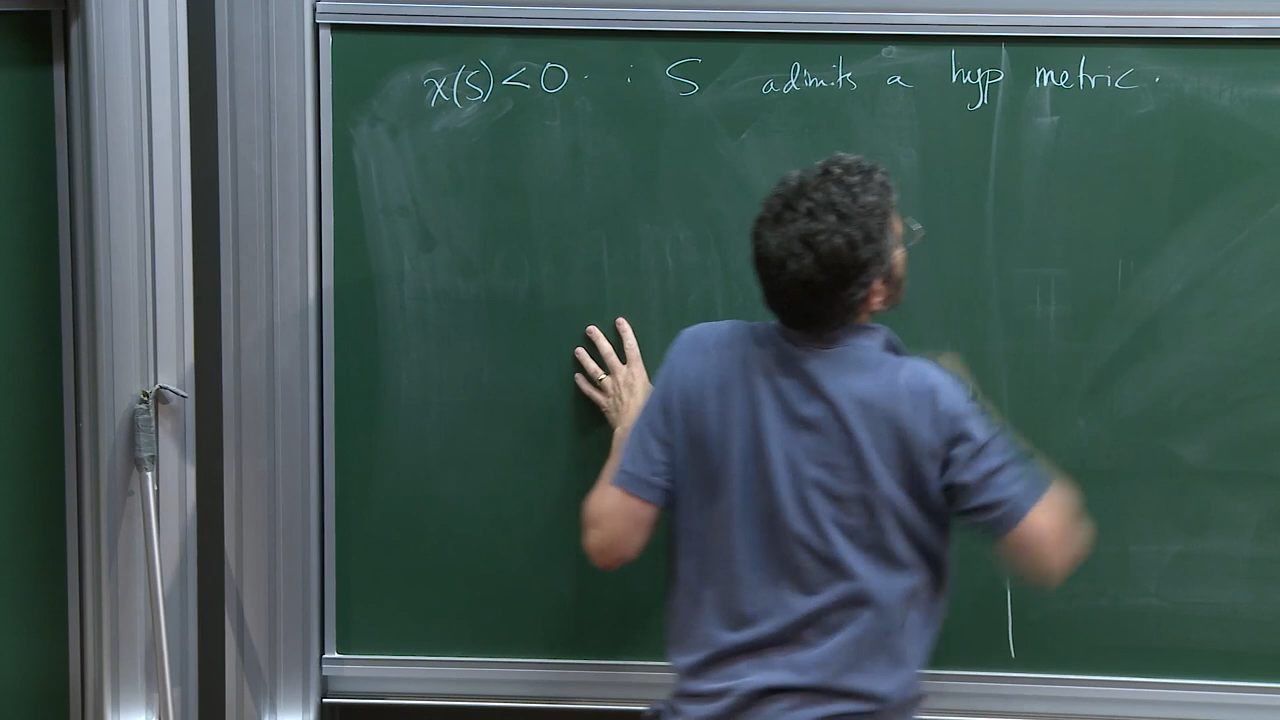 χ(S)<0. : S admits a hyp metric.